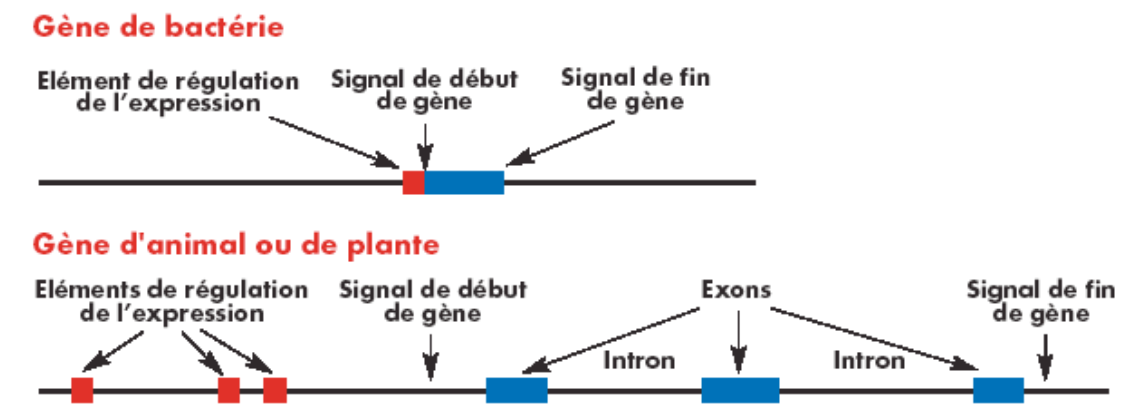 Gène de bactérie
Elément de régulation
de l'expression
Signal de début
de gène
Signal de fin
de gène
Gène d'animal ou de plante
Eléments de régulation
de l'expression
Signal de début
de gène
Exons
Signal de fin
de gène
Intron
Intron